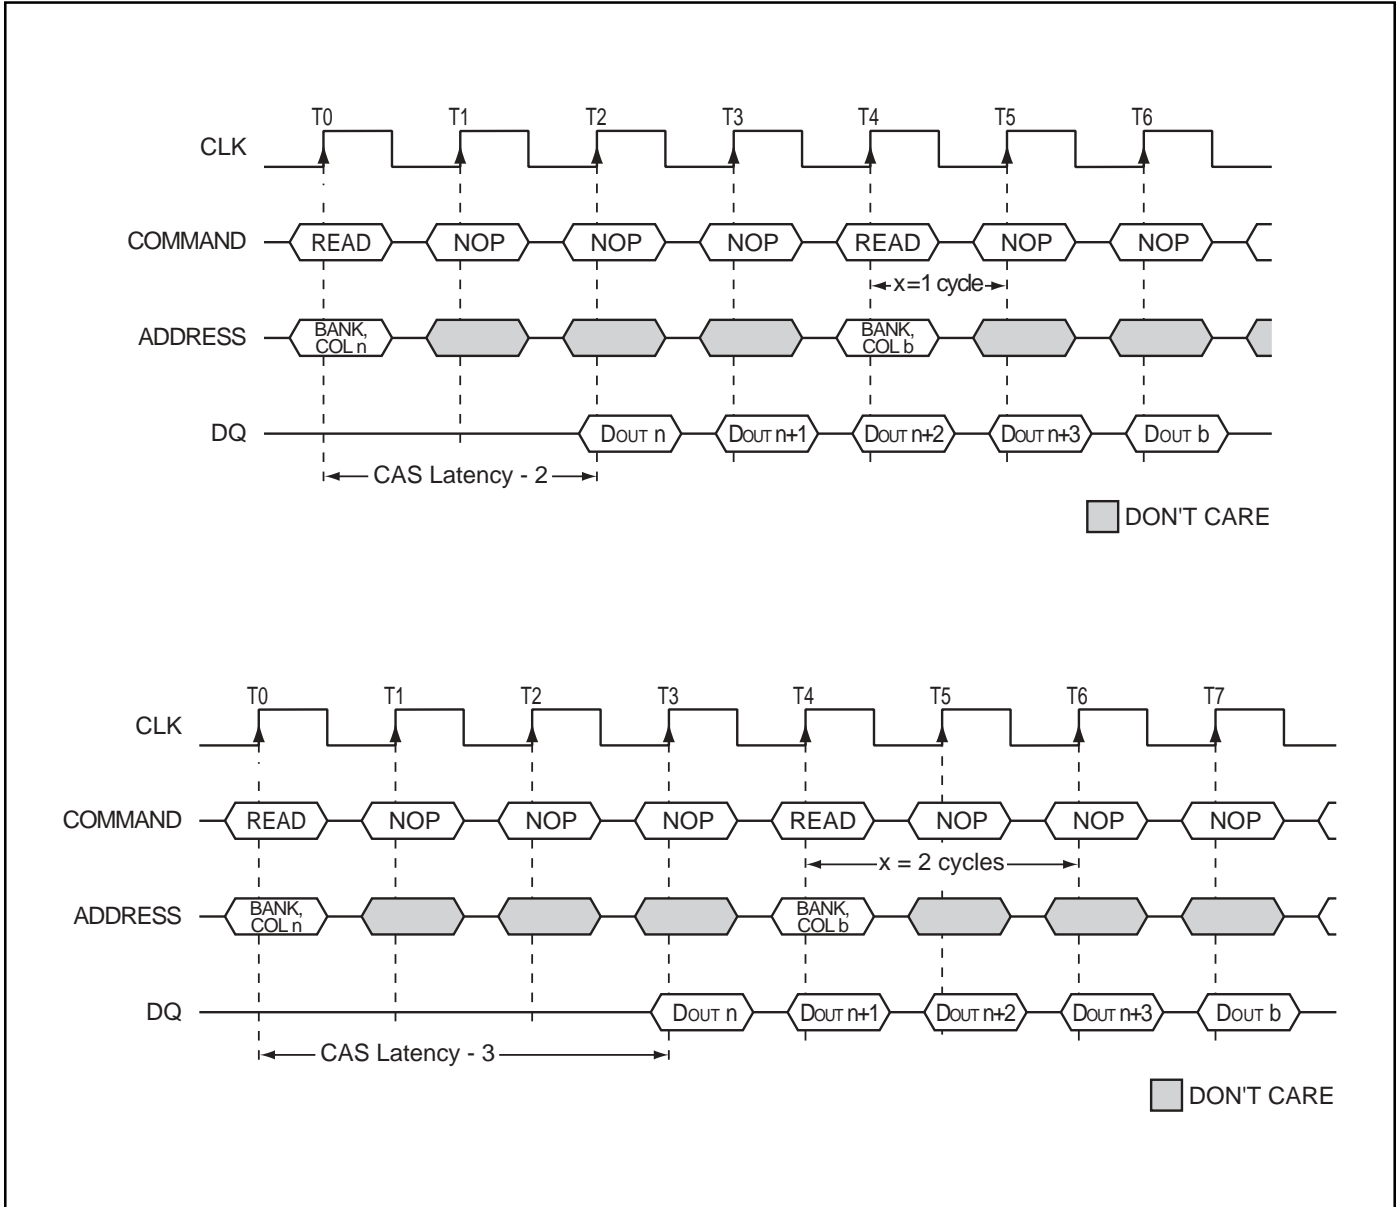 T0 T1 T2 T3 T4 T5 T6
CLK
COMMAND READ NOP NOP NOP READ NOP NOP
x=1 cycle
ADDRESS BANK, COL n BANK, COL b
DQ DOUT n DOUT n+1 DOUT n+2 DOUT n+3 DOUT b
CAS Latency - 2
DON'T CARE
T0 T1 T2 T3 T4 T5 T6 T7
CLK
COMMAND READ NOP NOP NOP READ NOP NOP NOP
x = 2 cycles
ADDRESS BANK, COL n BANK, COL b
DQ DOUT n DOUT n+1 DOUT n+2 DOUT n+3 DOUT b
CAS Latency - 3
DON'T CARE